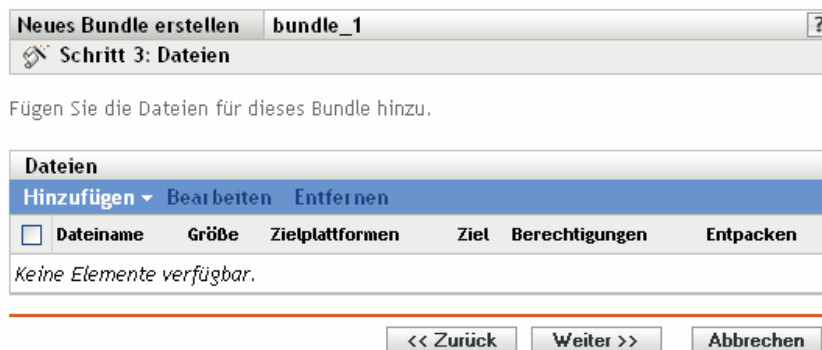 Neues Bundle erstellen bundle_1 ?
Schritt 3: Dateien
Fügen Sie die Dateien für dieses Bundle hinzu.
Dateien
Hinzufügen Bearbeiten Entfernen
Dateiname Größe Zielplattformen Ziel Berechtigungen Entpacken
Keine Elemente verfügbar.
<< Zurück Weiter >> Abbrechen